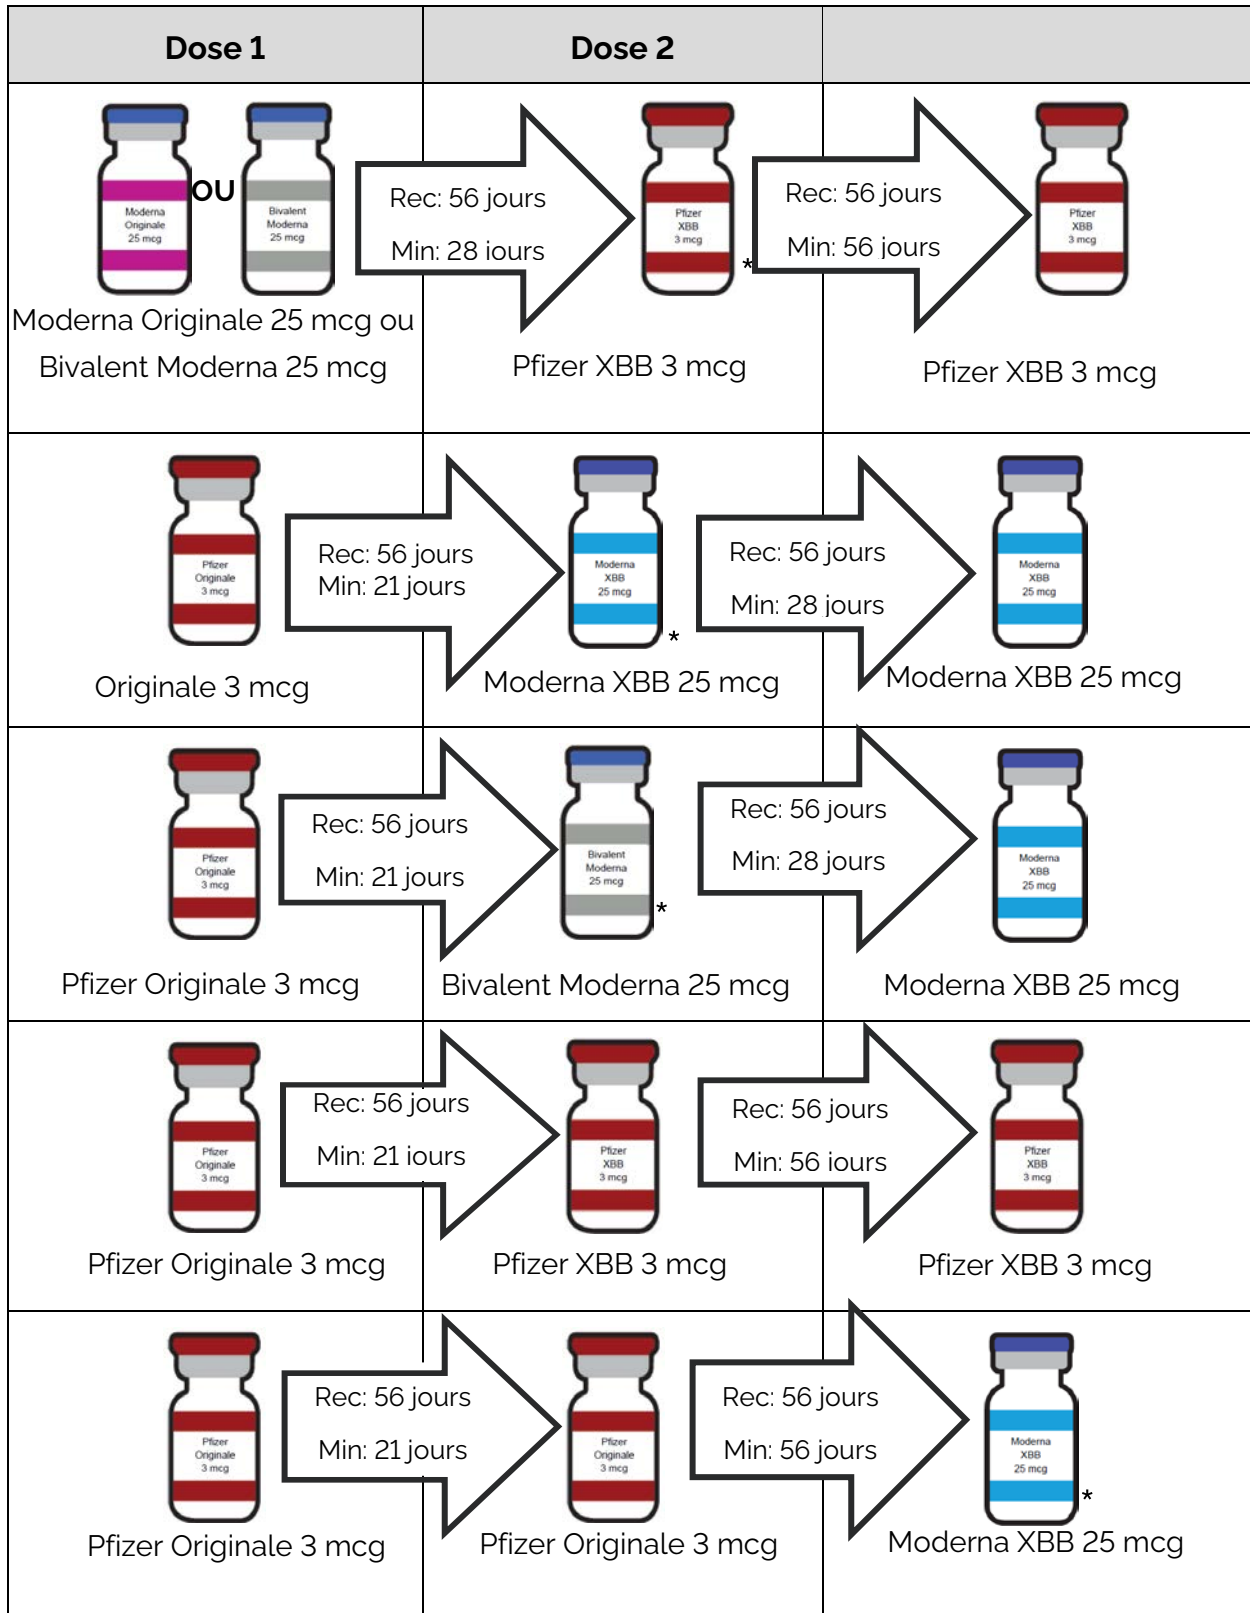 Dose 1
Dose 2
Moderna
Originale
25 mcg
OU
Bivalent
Moderna
25 mcg
Rec: 56 jours
Min: 28 iours
Pfizer
XBB
3 mcg
*
Rec: 56 jours
Min: 56 jours
Pfizer
XBB
3 mcg
Moderna Originale 25 mcg ou
Bivalent Moderna 25 mcg
Pfizer XBB 3 mcg
Pfizer XBB 3 mcg
Pfizer
Originale
3 mcg
Rec: 56 jours
Min: 21 jours
Moderna
XBB
25 mcg
*
Rec: 56 jours
Min: 28 jours
Moderna
XBB
25 mcg
Originale 3 mcg
Moderna XBB 25 mcg
Moderna XBB 25 mcg
Pfizer
Originale
3 mcg
Rec: 56 jours
Min: 21 jours
Bivalent
Moderna
25 mcg
*
Rec: 56 jours
Min: 28 jours
Moderna
XBB
25 mcg
Pfizer Originale 3 mcg
Bivalent Moderna 25 mcg
Moderna XBB 25 mcg
Pfizer
Originale
3 mcg
Rec: 56 jours
Min: 21 iours
Pfizer
XBB
3 mcg
Rec: 56 jours
Min: 56 iours
Pfizer
XBB
3 mcg
Pfizer Originale 3 mcg
Pfizer XBB 3 mcg
Pfizer XBB 3 mcg
Pfizer
Originale
3 mcg
Rec: 56 jours
Min: 21 jours
Pfizer
Originale
3 mcg
Rec: 56 jours
Min: 56 jours
Moderna
XBB
25 mcg
*
Pfizer Originale 3 mcg
Pfizer Originale 3 mcg
Moderna XBB 25 mcg